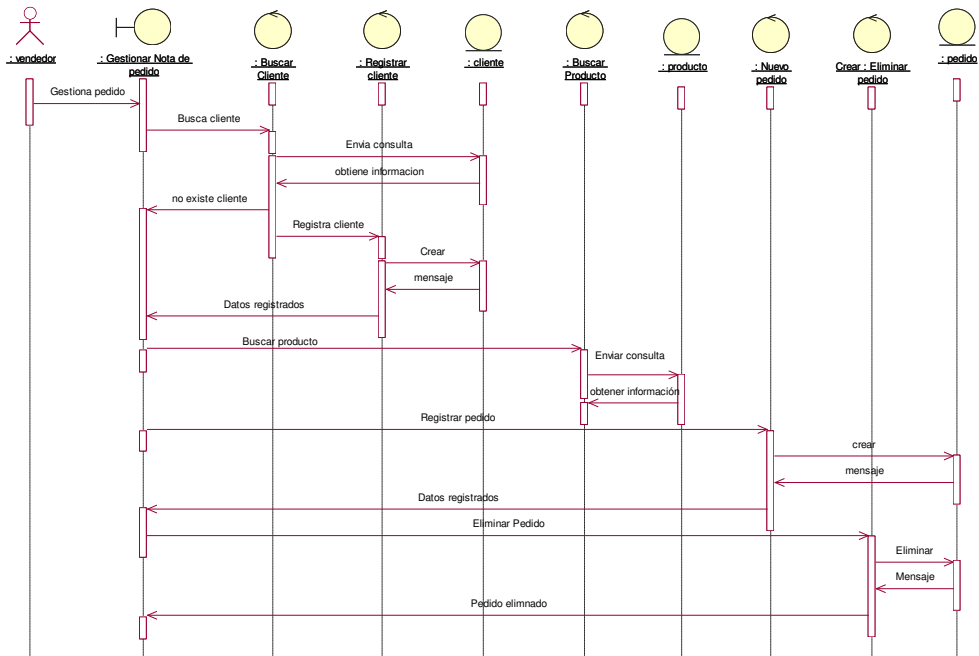 : vendedor
: Gestionar Nota de
pedido
: Buscar
Cliente
: Registrar
cliente
: cliente
: Buscar
Producto
: producto
: Nuevo
pedido
Crear : Eliminar
pedido
: pedido
Gestiona pedido
Busca cliente
Envia consulta
obtiene informacion
no existe cliente
Registra cliente
Crear
mensaje
Datos registrados
Buscar producto
Enviar consulta
obtener información
Registrar pedido
crear
mensaje
Datos registrados
Eliminar Pedido
Eliminar
Mensaje
Pedido elimnado